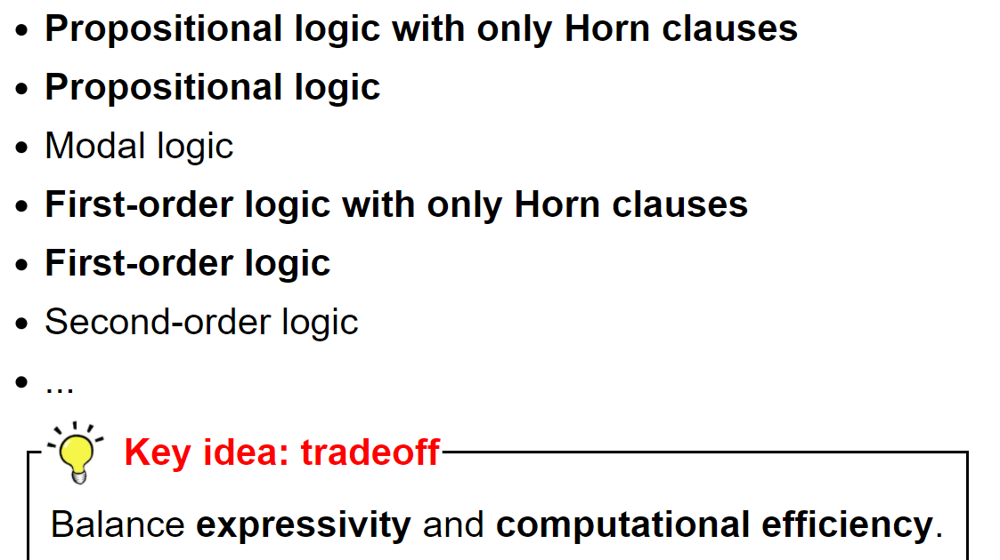 • Propositional logic with only Horn clauses
• Propositional logic
• Modal logic
• First-order logic with only Horn clauses
• First-order logic
• Second-order logic
• ...
Key idea: tradeoff
Balance expressivity and computational efficiency.